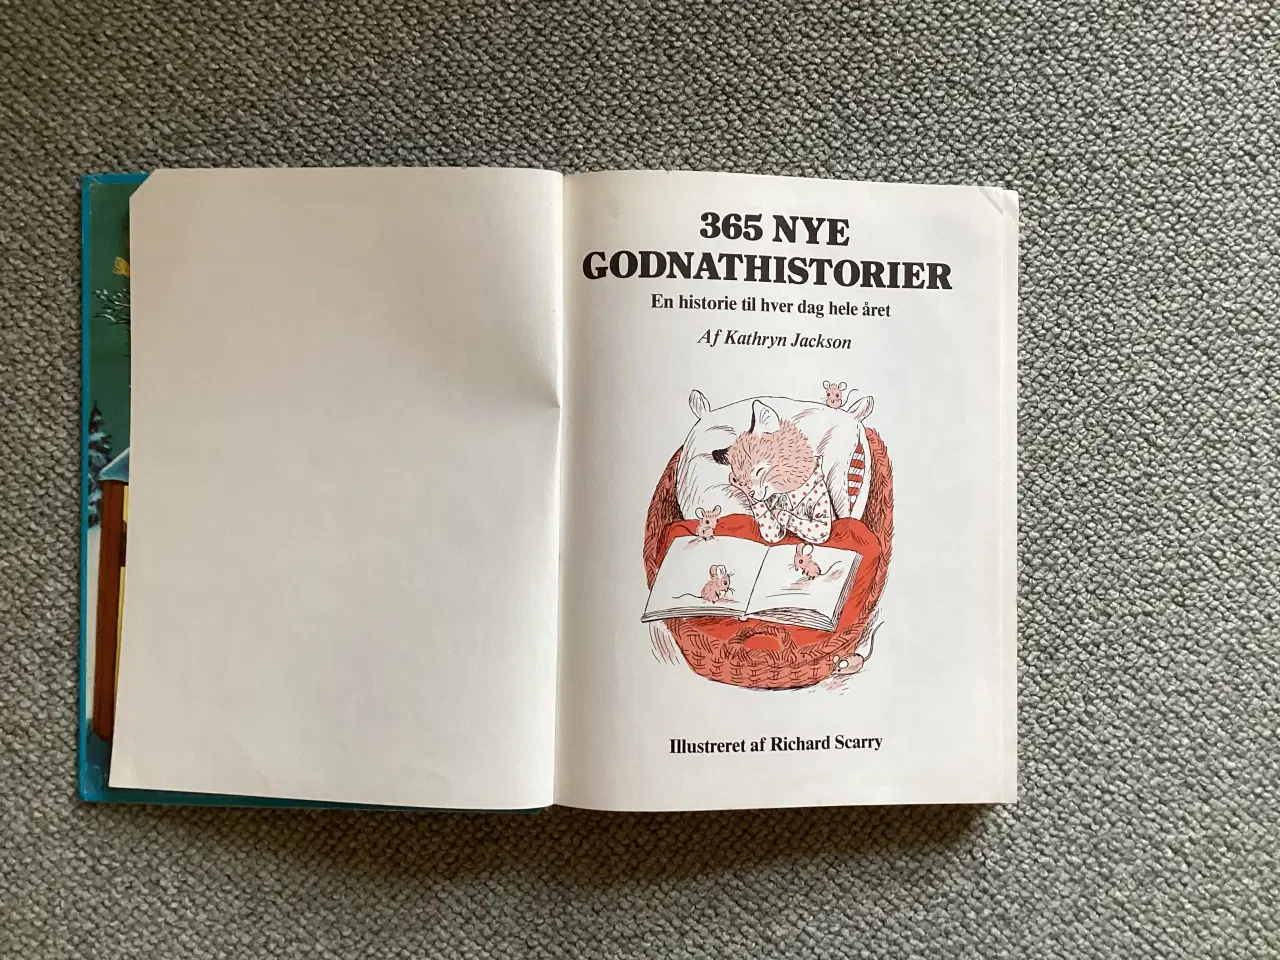 365 NYE
GODNATHISTORIER
En historie til hver dag hele året
Af Kathryn Jackson
Illustreret af Richard Scarry